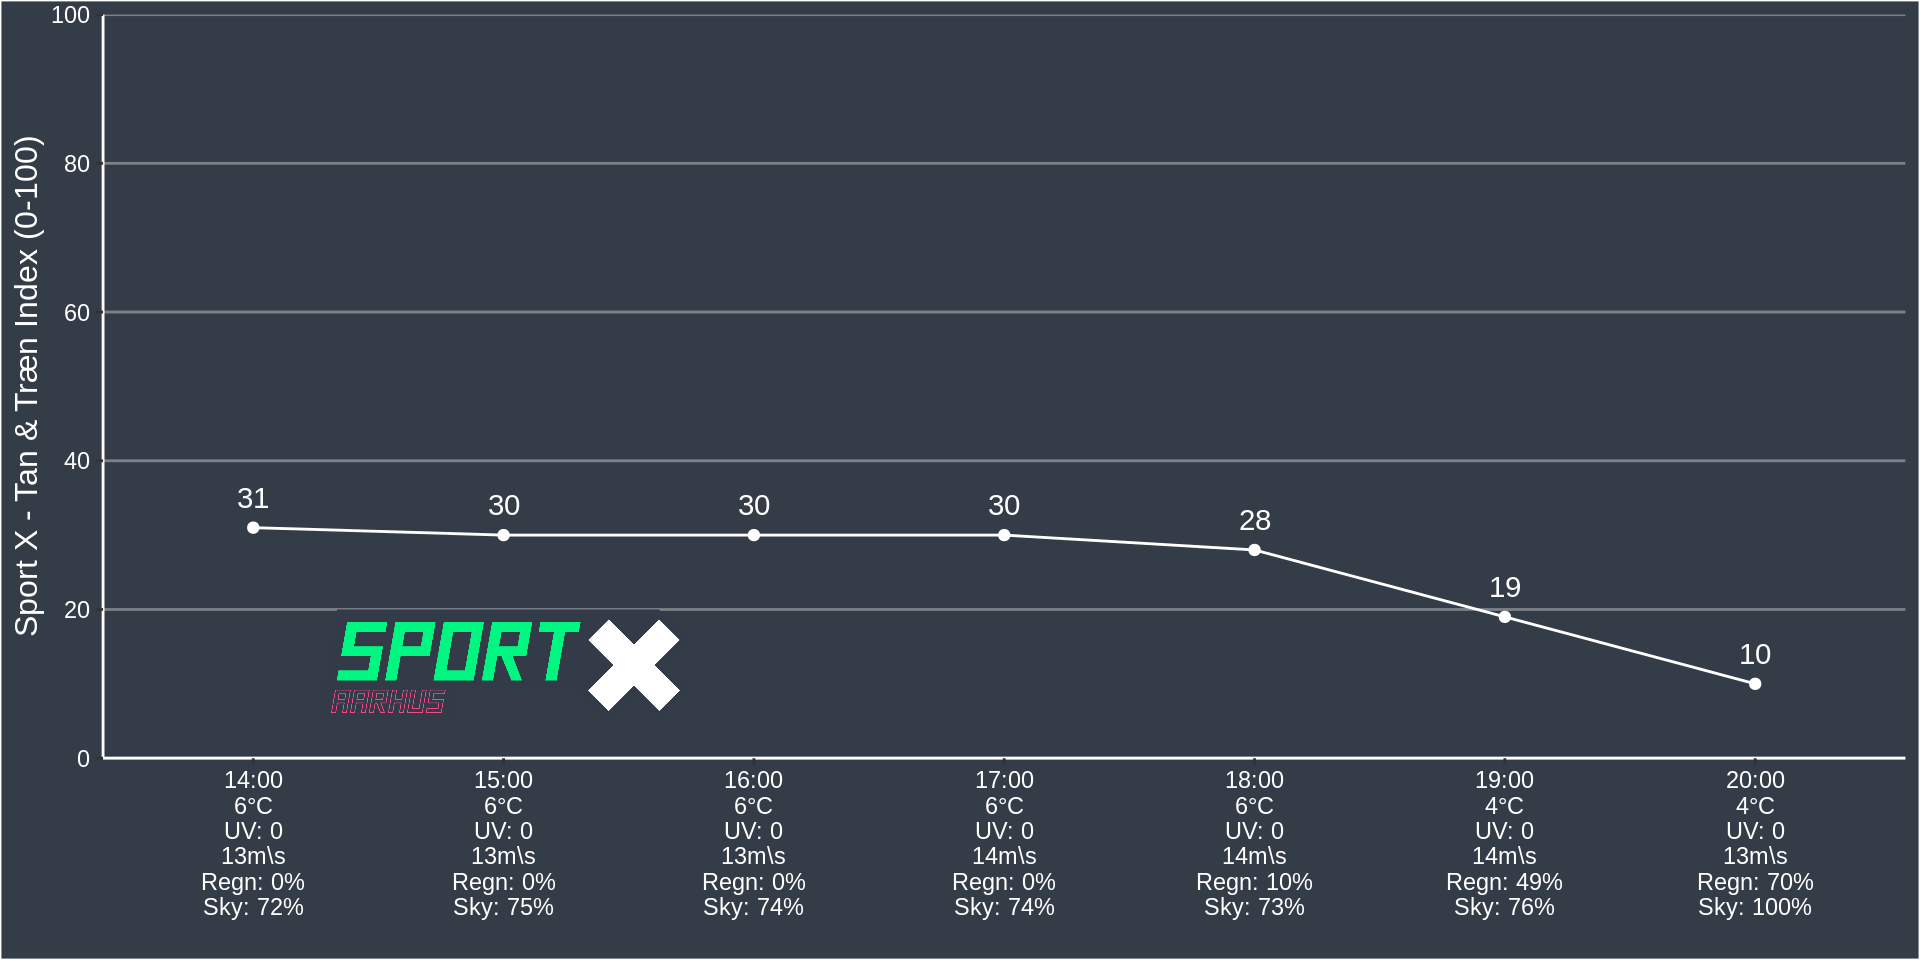 Sport X - Tan & Træn Index (0-100)
100
80
60
40
20
0
31
30
30
30
28
19
10
SPORT X
AARHUS
14:00 15:00 16:00 17:00 18:00 19:00 20:00
6°C 6°C 6°C 6°C 6°C 4°C 4°C
UV: 0 UV: 0 UV: 0 UV: 0 UV: 0 UV: 0 UV: 0
13m\s 13m\s 13m\s 14m\s 14m\s 14m\s 13m\s
Regn: 0% Regn: 0% Regn: 0% Regn: 0% Regn: 10% Regn: 49% Regn: 70%
Sky: 72% Sky: 75% Sky: 74% Sky: 74% Sky: 73% Sky: 76% Sky: 100%